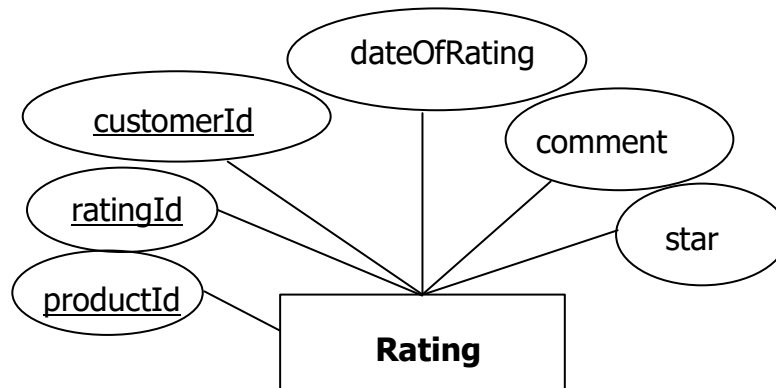 dateOfRating
customerId
comment
ratingId
star
productId
Rating